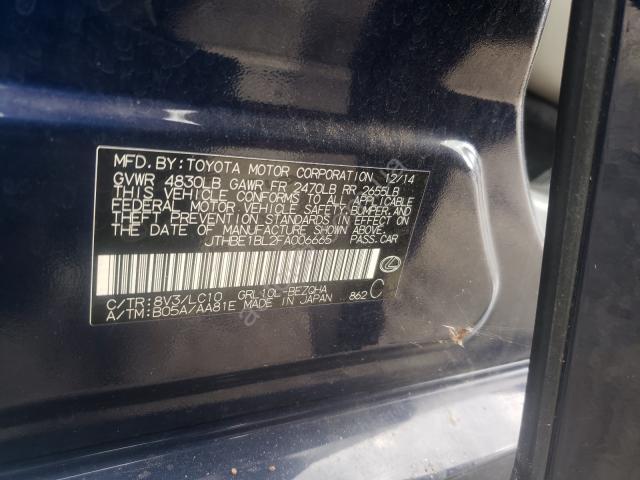 MFD. BY: TOYOTA MOTOR CORPORATION 12/14
GVWR 4830LB GAWR FR 2470LB RR 2655LB
THIS VEHICLE CONFORMS TO ALL APPLICABLE
FEDERAL MOTOR VEHICLE SAFETY, BUMPER, AND
THEFT PREVENTION STANDARDS IN EFFECT ON
THE DATE OF MANUFACTURE SHOWN ABOVE.
JTHBE1BL2FA006665 PASS.CAR
C/TR: 8V3/LC10 GRL10L-BEZQHA
A/TM: B05A/AA81E MADE IN JAPAN 862 C